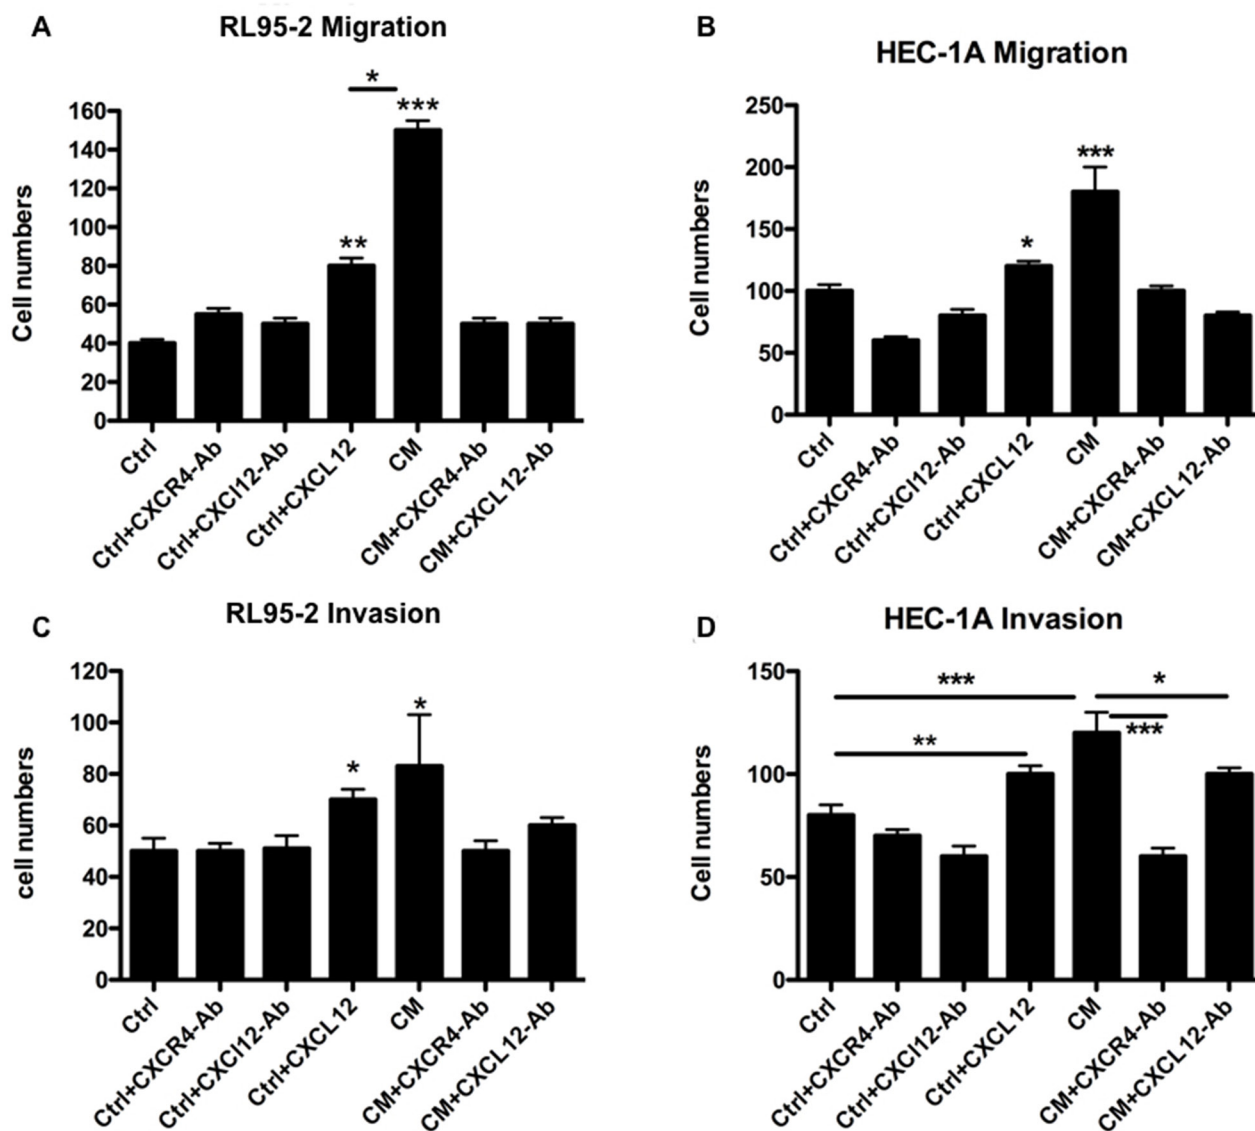 A
RL95-2 Migration
*
***
**
160
140
120
100
80
60
40
20
0
Cell numbers
Ctrl
Ctrl+CXCR4-Ab
Ctrl+CXCl12-Ab
Ctrl+CXCL12
CM
CM+CXCR4-Ab
CM+CXCL12-Ab
B
HEC-1A Migration
***
*
250
200
150
100
50
0
Cell numbers
Ctrl
Ctrl+CXCR4-Ab
Ctrl+CXCl12-Ab
Ctrl+CXCL12
CM
CM+CXCR4-Ab
CM+CXCL12-Ab
C
RL95-2 Invasion
*
*
120
100
80
60
40
20
0
cell numbers
Ctrl
Ctrl+CXCR4-Ab
Ctrl+CXCl12-Ab
Ctrl+CXCL12
CM
CM+CXCR4-Ab
CM+CXCL12-Ab
D
HEC-1A Invasion
***
*
***
**
150
100
50
0
Cell numbers
Ctrl
Ctrl+CXCR4-Ab
Ctrl+CXCl12-Ab
Ctrl+CXCL12
CM
CM+CXCR4-Ab
CM+CXCL12-Ab